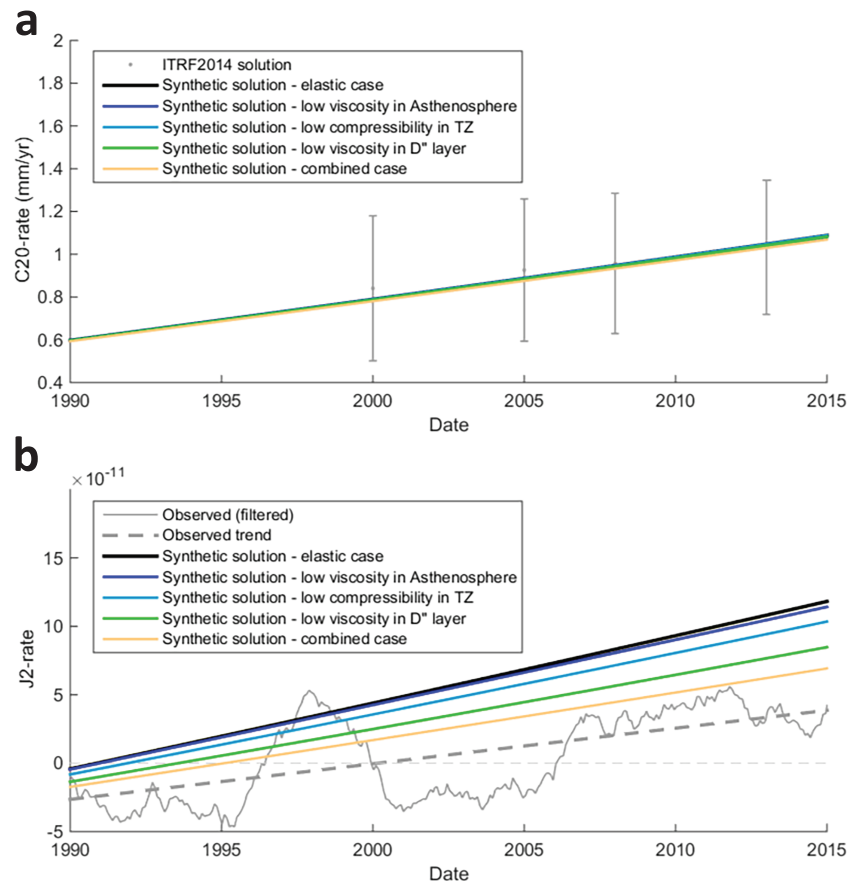 a
2
1.8
1.6
1.4
1.2
1
0.8
0.6
0.4
C20-rate (mm/yr)
ITRF2014 solution
Synthetic solution - elastic case
Synthetic solution - low viscosity in Asthenosphere
Synthetic solution - low compressibility in TZ
Synthetic solution - low viscosity in D" layer
Synthetic solution - combined case
1990 1995 2000 2005 2010 2015
Date
b
×10-11
15
10
5
0
-5
J2-rate
Observed (filtered)
Observed trend
Synthetic solution - elastic case
Synthetic solution - low viscosity in Asthenosphere
Synthetic solution - low compressibility in TZ
Synthetic solution - low viscosity in D" layer
Synthetic solution - combined case
1990 1995 2000 2005 2010 2015
Date